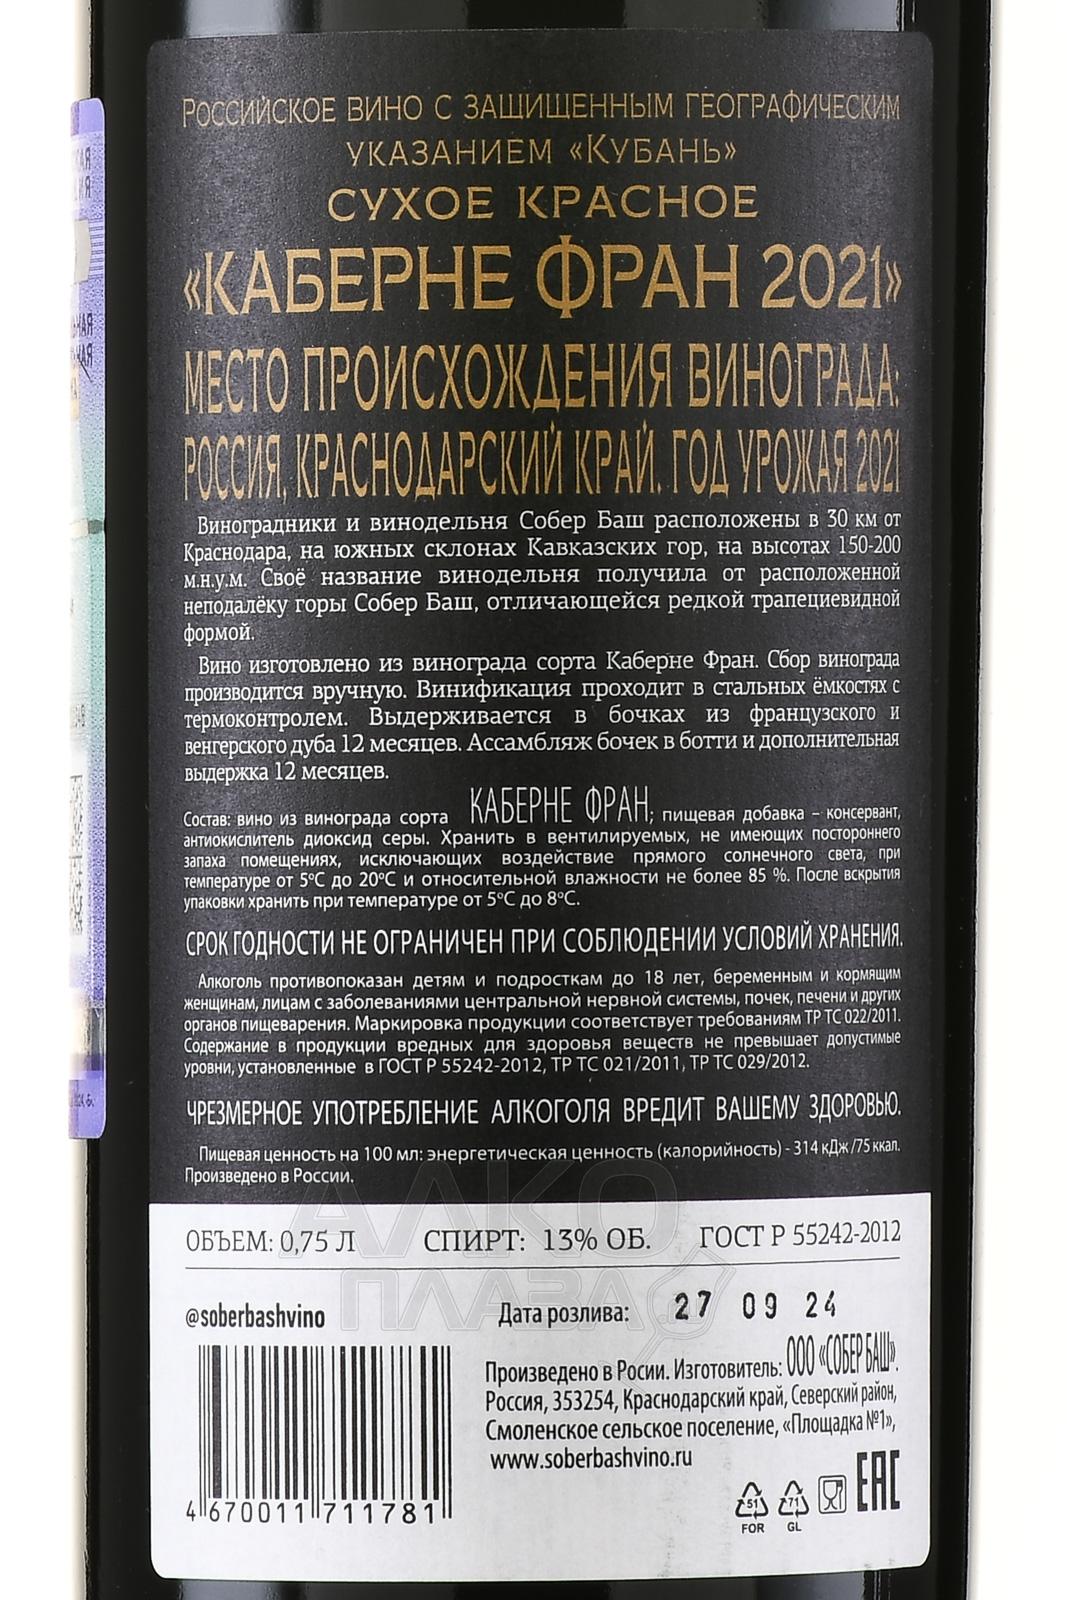 Российское вино с защищенным географическим
указанием «Кубань»
сухое красное
«КАБЕРНЕ ФРАН 2021»
МЕСТО ПРОИСХОЖДЕНИЯ ВИНОГРАДА:
РОССИЯ, КРАСНОДАРСКИЙ КРАЙ. ГОД УРОЖАЯ 2021
Виноградники и винодельня Собер Баш расположены в 30 км от
Краснодара, на южных склонах Кавказских гор, на высотах 150-200
м.н.у.м. Своё название винодельня получила от расположенной
неподалёку горы Собер Баш, отличающейся редкой трапециевидной
формой.
Вино изготовлено из винограда сорта Каберне Фран. Сбор винограда
производится вручную. Винификация проходит в стальных ёмкостях с
термоконтролем. Выдерживается в бочках из французского и
венгерского дуба 12 месяцев. Ассамбляж бочек в ботти и дополнительная
выдержка 12 месяцев.
Состав: вино из винограда сорта КАБЕРНЕ ФРАН; пищевая добавка – консервант,
антиокислитель диоксид серы. Хранить в вентилируемых, не имеющих постороннего
запаха помещениях, исключающих воздействие прямого солнечного света, при
температуре от 5°С до 20°С и относительной влажности не более 85 %. После вскрытия
упаковки хранить при температуре от 5°С до 8°С.
СРОК ГОДНОСТИ НЕ ОГРАНИЧЕН ПРИ СОБЛЮДЕНИИ УСЛОВИЙ ХРАНЕНИЯ.
Алкоголь противопоказан детям и подросткам до 18 лет, беременным и кормящим
женщинам, лицам с заболеваниями центральной нервной системы, почек, печени и других
органов пищеварения. Маркировка продукции соответствует требованиям ТР ТС 022/2011.
Содержание в продукции вредных для здоровья веществ не превышает допустимые
уровни, установленные в ГОСТ Р 55242-2012, ТР ТС 021/2011, ТР ТС 029/2012.
ЧРЕЗМЕРНОЕ УПОТРЕБЛЕНИЕ АЛКОГОЛЯ ВРЕДИТ ВАШЕМУ ЗДОРОВЬЮ.
Пищевая ценность на 100 мл: энергетическая ценность (калорийность) - 314 кДж /75 ккал.
Произведено в России.
АЛКО
ПЛАЗА
ОБЪЕМ: 0,75 Л СПИРТ: 13% ОБ. ГОСТ Р 55242-2012
@soberbashvino
Дата розлива: 27 09 24
Произведено в Росии. Изготовитель: ООО «СОБЕР БАШ».
Россия, 353254, Краснодарский край, Северский район,
Смоленское сельское поселение, «Площадка №1»,
www.soberbashvino.ru
4 670011 711781
51 71 EAC
FOR GL